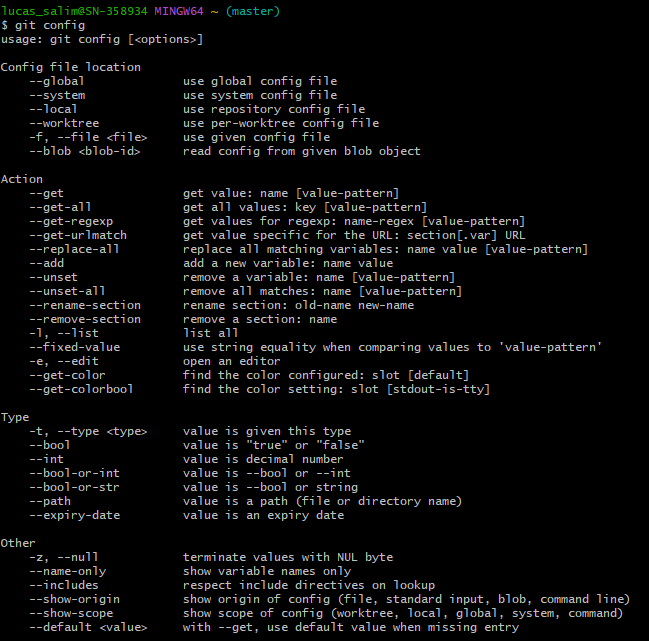 lucas_salim@SN-358934 MINGW64 ~ (master)
$ git config
usage: git config [<options>]

Config file location
    --global              use global config file
    --system              use system config file
    --local               use repository config file
    --worktree            use per-worktree config file
    -f, --file <file>     use given config file
    --blob <blob-id>      read config from given blob object

Action
    --get                 get value: name [value-pattern]
    --get-all             get all values: key [value-pattern]
    --get-regexp          get values for regexp: name-regex [value-pattern]
    --get-urlmatch        get value specific for the URL: section[.var] URL
    --replace-all         replace all matching variables: name value [value-pattern]
    --add                 add a new variable: name value
    --unset               remove a variable: name [value-pattern]
    --unset-all           remove all matches: name [value-pattern]
    --rename-section      rename section: old-name new-name
    --remove-section      remove a section: name
    -l, --list            list all
    --fixed-value         use string equality when comparing values to 'value-pattern'
    -e, --edit            open an editor
    --get-color           find the color configured: slot [default]
    --get-colorbool       find the color setting: slot [stdout-is-tty]

Type
    -t, --type <type>     value is given this type
    --bool                value is "true" or "false"
    --int                 value is decimal number
    --bool-or-int         value is --bool or --int
    --bool-or-str         value is --bool or string
    --path                value is a path (file or directory name)
    --expiry-date         value is an expiry date

Other
    -z, --null            terminate values with NUL byte
    --name-only           show variable names only
    --includes            respect include directives on lookup
    --show-origin         show origin of config (file, standard input, blob, command line)
    --show-scope          show scope of config (worktree, local, global, system, command)
    --default <value>     with --get, use default value when missing entry